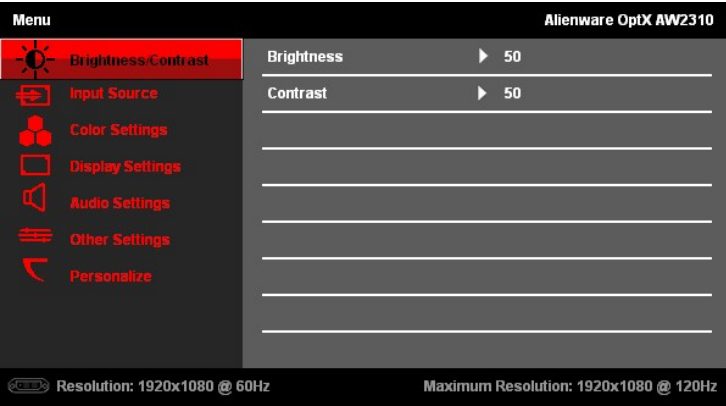 Menu Alienware OptX AW2310
Brightness/Contrast Brightness 50
Input Source Contrast 50
Color Settings
Display Settings
Audio Settings
Other Settings
Personalize
Resolution: 1920x1080 @ 60Hz Maximum Resolution: 1920x1080 @ 120Hz